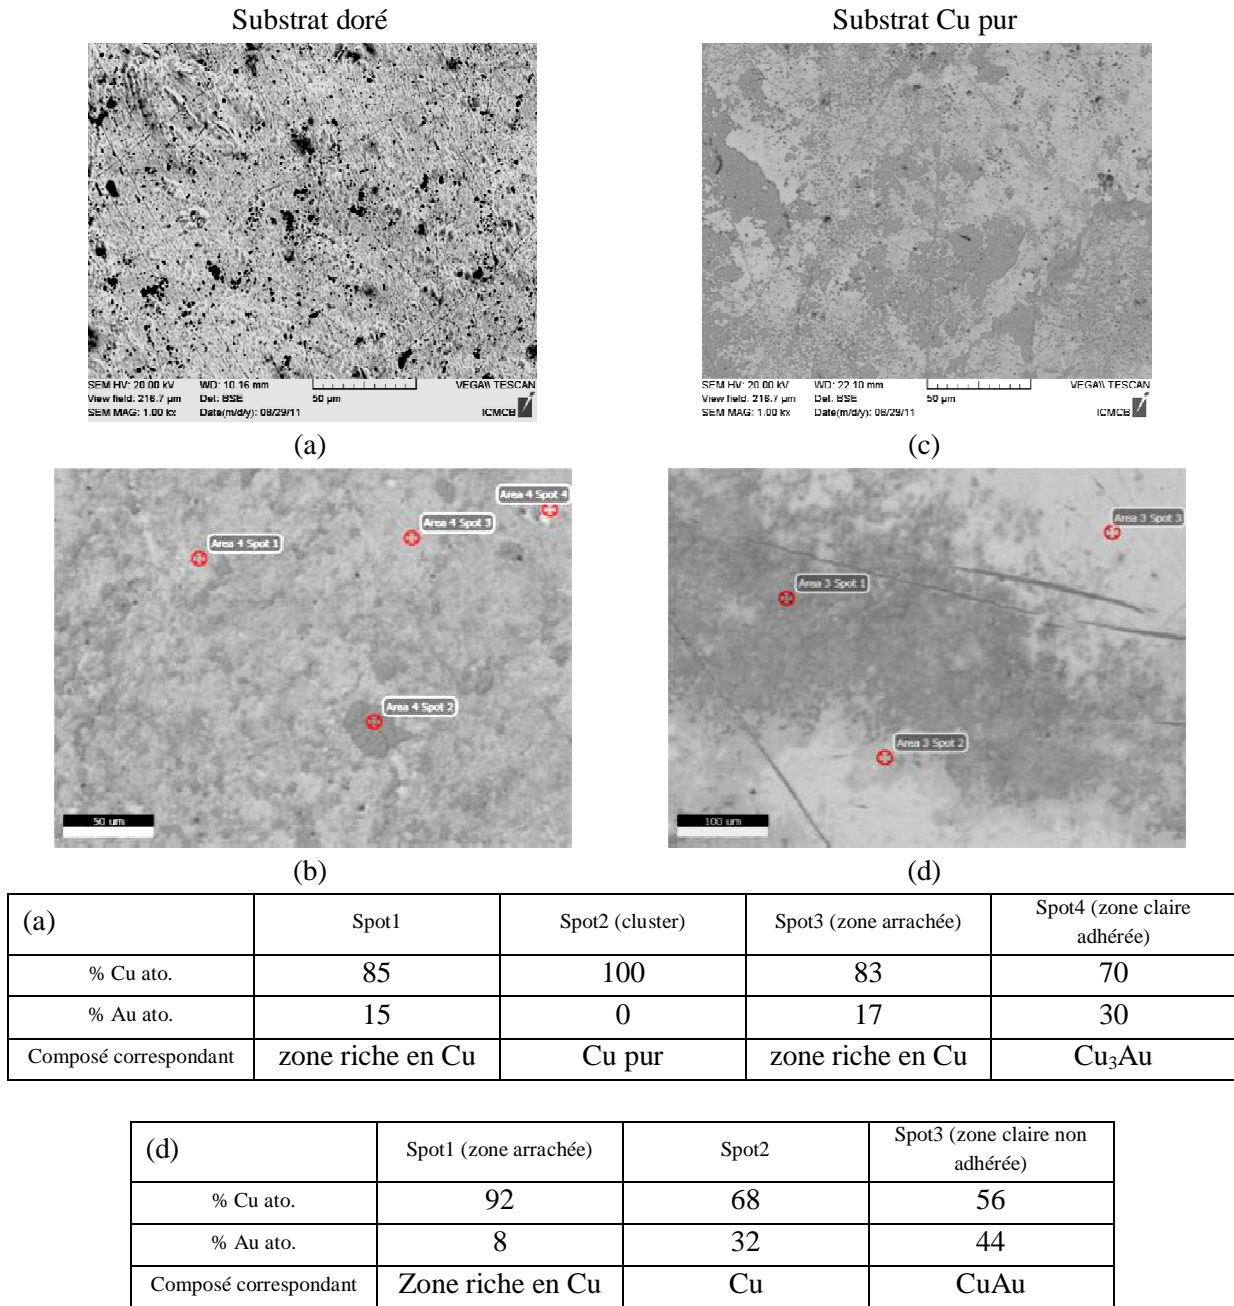 Substrat doré
Substrat Cu pur
SEM HV: 20.00 kV WD: 10.16 mm VEGA\\ TESCAN
View field: 216.7 µm Det: BSE 50 µm
SEM MAG: 1.00 kx Date(m/d/y): 08/29/11 ICMCB
SEM HV: 20.00 kV WD: 22.10 mm VEGA\\ TESCAN
View field: 216.7 µm Det: BSE 50 µm
SEM MAG: 1.00 kx Date(m/d/y): 08/29/11 ICMCB
(a)
(c)
Area 4 Spot 4
Area 4 Spot 3
Area 4 Spot 1
Area 4 Spot 2
50 um
Area 3 Spot 3
Area 3 Spot 1
Area 3 Spot 2
100 um
(b)
(d)
(a) Spot1 Spot2 (cluster) Spot3 (zone arrachée) Spot4 (zone claire
adhérée)
% Cu ato. 85 100 83 70
% Au ato. 15 0 17 30
Composé correspondant zone riche en Cu Cu pur zone riche en Cu Cu₃Au
(d) Spot1 (zone arrachée) Spot2 Spot3 (zone claire non
adhérée)
% Cu ato. 92 68 56
% Au ato. 8 32 44
Composé correspondant Zone riche en Cu Cu CuAu